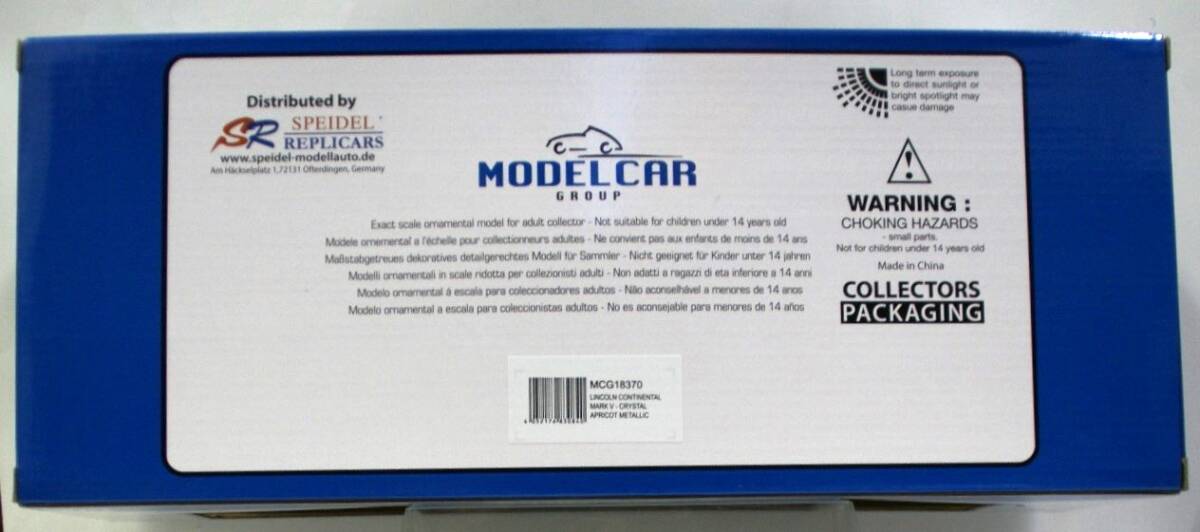 Distributed by
SR SPEIDEL
REPLICARS
www.speidel-modellauto.de
Am Häckselplatz 1,72131 Ofterdingen, Germany
MODELCAR
GROUP
Exact scale ornamental model for adult collector - Not suitable for children under 14 years old
Modele ornemental a l'échelle pour collectionneurs adultes - Ne convient pas aux enfants de moins de 14 ans
Maßstabgetreues dekoratives detailgerechtes Modell für Sammler - Nicht geeignet für Kinder unter 14 jahren
Modelli ornamentali in scale ridotta per collezionisti adulti - Non adatti a ragazzi di eta inferiore a 14 anni
Modelo ornamental á escala para coleccionadores adultos - Não aconselhável a menores de 14 anos
Modelo ornamental a escala para coleccionistas adultos - No es aconsejable para menores de 14 años
Long term exposure
to direct sunlight or
bright spotlight may
casue damage
WARNING :
CHOKING HAZARDS
- small parts.
Not for children under 14 years old
Made in China
COLLECTORS
PACKAGING
MCG18370
LINCOLN CONTINENTAL
MARK V - CRYSTAL
APRICOT METALLIC